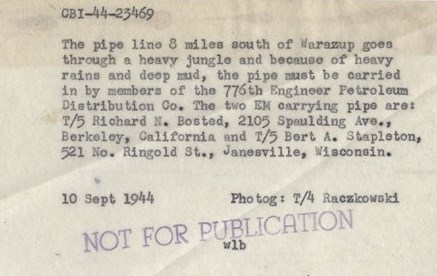 CBI-44-23469
The pipe line 8 miles south of Warazup goes
through a heavy jungle and because of heavy
rains and deep mud, the pipe must be carried
in by members of the 776th Engineer Petroleum
Distribution Co. The two EM carrying pipe are:
T/5 Richard N. Bosted, 2105 Spaulding Ave.,
Berkeley, California and T/5 Bert A. Stapleton,
521 No. Ringold St., Janesville, Wisconsin.
10 Sept 1944 Photog: T/4 Raczkowski
NOT FOR PUBLICATION
wlb